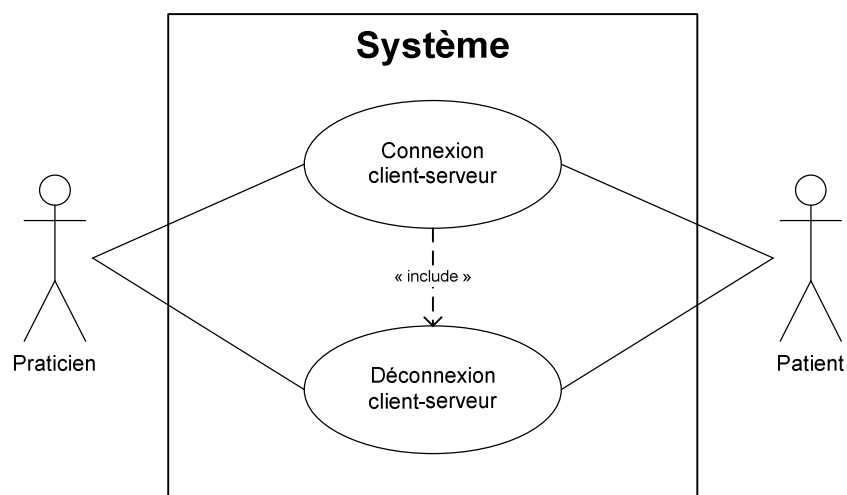 Système
Connexion
client-serveur
« include »
Praticien
Patient
Déconnexion
client-serveur